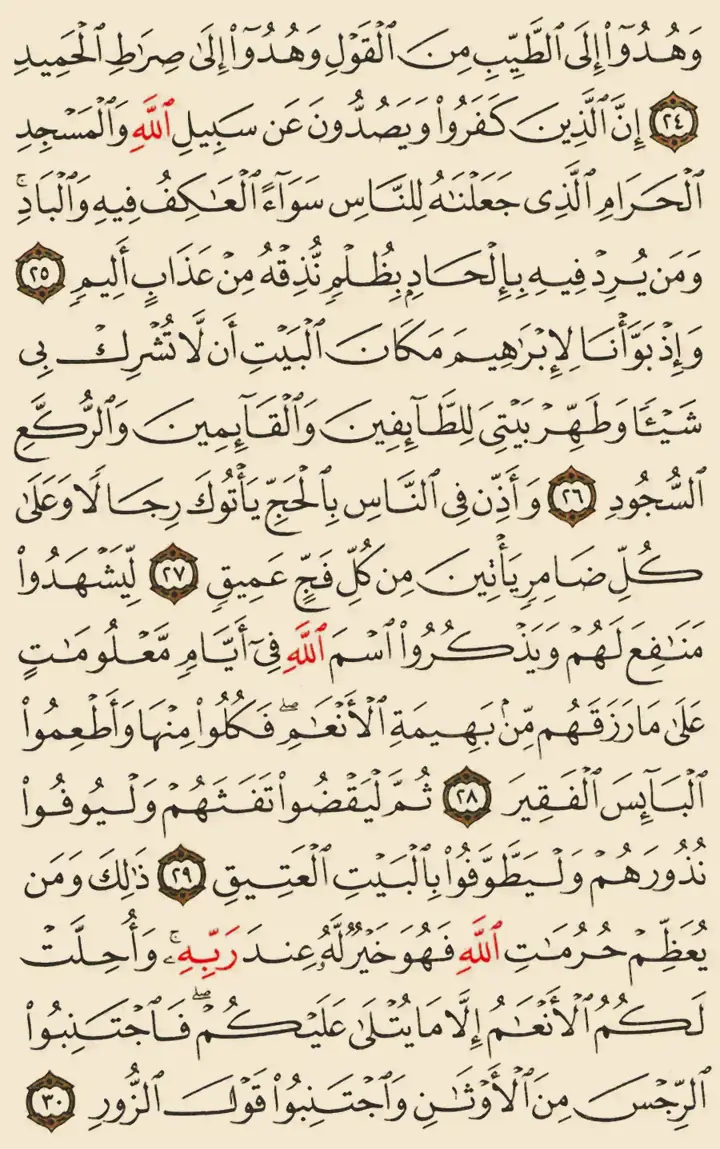 وَهُدُوٓا۟ إِلَى ٱلطَّيِّبِ مِنَ ٱلْقَوْلِ وَهُدُوٓا۟ إِلَىٰ صِرَٰطِ ٱلْحَمِيدِ
٢٤ إِنَّ ٱلَّذِينَ كَفَرُوا۟ وَيَصُدُّونَ عَن سَبِيلِ ٱللَّهِ وَٱلْمَسْجِدِ
ٱلْحَرَامِ ٱلَّذِى جَعَلْنَـٰهُ لِلنَّاسِ سَوَآءً ٱلْعَـٰكِفُ فِيهِ وَٱلْبَادِ ۚ
وَمَن يُرِدْ فِيهِ بِإِلْحَادٍۭ بِظُلْمٍ نُّذِقْهُ مِنْ عَذَابٍ أَلِيمٍ ٢٥
وَإِذْ بَوَّأْنَا لِإِبْرَٰهِيمَ مَكَانَ ٱلْبَيْتِ أَن لَّا تُشْرِكْ بِى
شَيْـًٔا وَطَهِّرْ بَيْتِىَ لِلطَّآئِفِينَ وَٱلْقَآئِمِينَ وَٱلرُّكَّعِ
ٱلسُّجُودِ ٢٦ وَأَذِّن فِى ٱلنَّاسِ بِٱلْحَجِّ يَأْتُوكَ رِجَالًا وَعَلَىٰ
كُلِّ ضَامِرٍ يَأْتِينَ مِن كُلِّ فَجٍّ عَمِيقٍ ٢٧ لِّيَشْهَدُوا۟
مَنَـٰفِعَ لَهُمْ وَيَذْكُرُوا۟ ٱسْمَ ٱللَّهِ فِىٓ أَيَّامٍ مَّعْلُومَـٰتٍ
عَلَىٰ مَا رَزَقَهُم مِّنۢ بَهِيمَةِ ٱلْأَنْعَـٰمِ ۖ فَكُلُوا۟ مِنْهَا وَأَطْعِمُوا۟
ٱلْبَآئِسَ ٱلْفَقِيرَ ٢٨ ثُمَّ لْيَقْضُوا۟ تَفَثَهُمْ وَلْيُوفُوا۟
نُذُورَهُمْ وَلْيَطَّوَّفُوا۟ بِٱلْبَيْتِ ٱلْعَتِيقِ ٢٩ ذَٰلِكَ وَمَن
يُعَظِّمْ حُرُمَـٰتِ ٱللَّهِ فَهُوَ خَيْرٌ لَّهُۥ عِندَ رَبِّهِۦ ۗ وَأُحِلَّتْ
لَكُمُ ٱلْأَنْعَـٰمُ إِلَّا مَا يُتْلَىٰ عَلَيْكُمْ ۖ فَٱجْتَنِبُوا۟
ٱلرِّجْسَ مِنَ ٱلْأَوْثَـٰنِ وَٱجْتَنِبُوا۟ قَوْلَ ٱلزُّورِ ٣٠